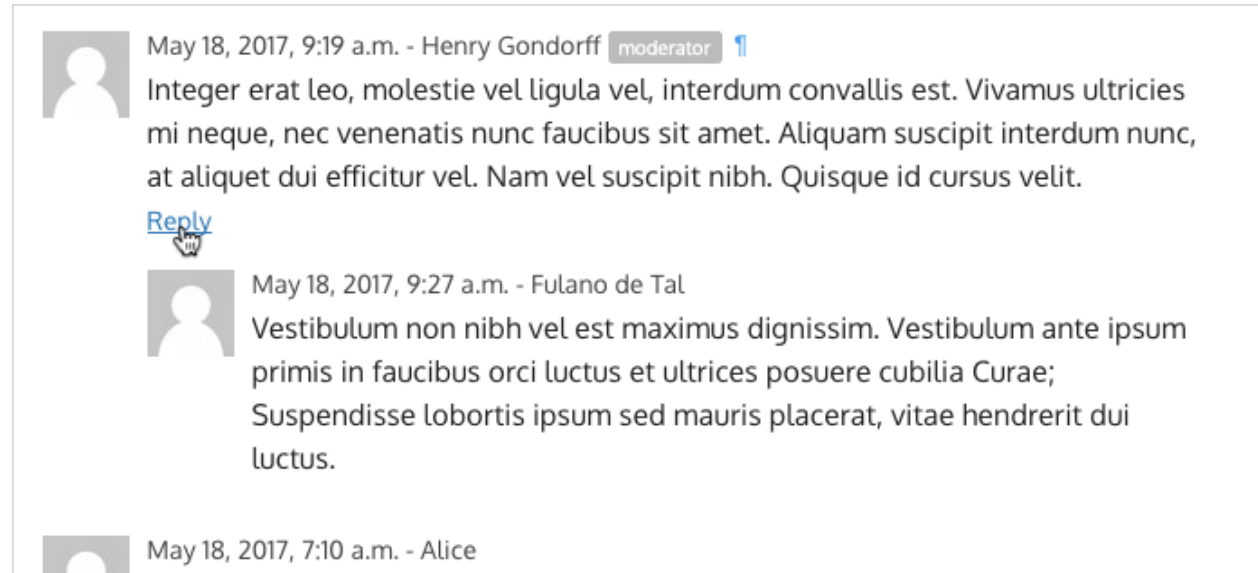 May 18, 2017, 9:19 a.m. - Henry Gondorff moderator ¶
Integer erat leo, molestie vel ligula vel, interdum convallis est. Vivamus ultricies
mi neque, nec venenatis nunc faucibus sit amet. Aliquam suscipit interdum nunc,
at aliquet dui efficitur vel. Nam vel suscipit nibh. Quisque id cursus velit.
Reply
May 18, 2017, 9:27 a.m. - Fulano de Tal
Vestibulum non nibh vel est maximus dignissim. Vestibulum ante ipsum
primis in faucibus orci luctus et ultrices posuere cubilia Curae;
Suspendisse lobortis ipsum sed mauris placerat, vitae hendrerit dui
luctus.
May 18, 2017, 7:10 a.m. - Alice